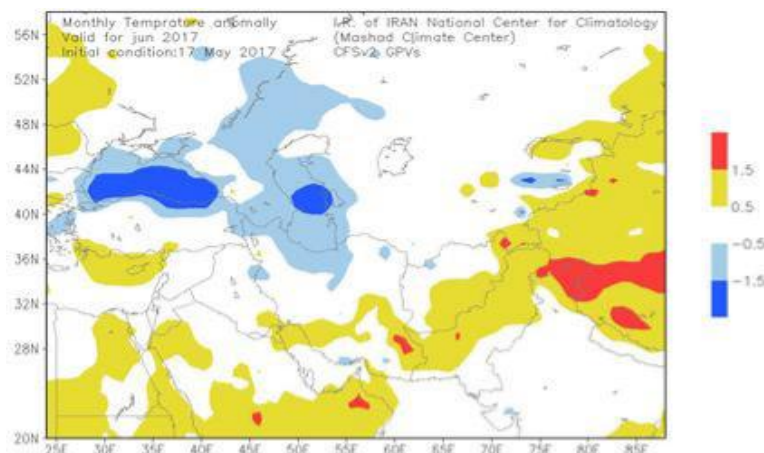 Monthly Temprature anomally
Valid for jun 2017
Initial condition:17 May 2017
I.R. of IRAN National Center for Climatology
(Mashad Climate Center)
CFSv2 GPVs
56N
52N
48N
44N
40N
36N
32N
28N
24N
20N
25E 30E 35E 40E 45E 50E 55E 60E 65E 70E 75E 80E 85E
1.5
0.5
-0.5
-1.5